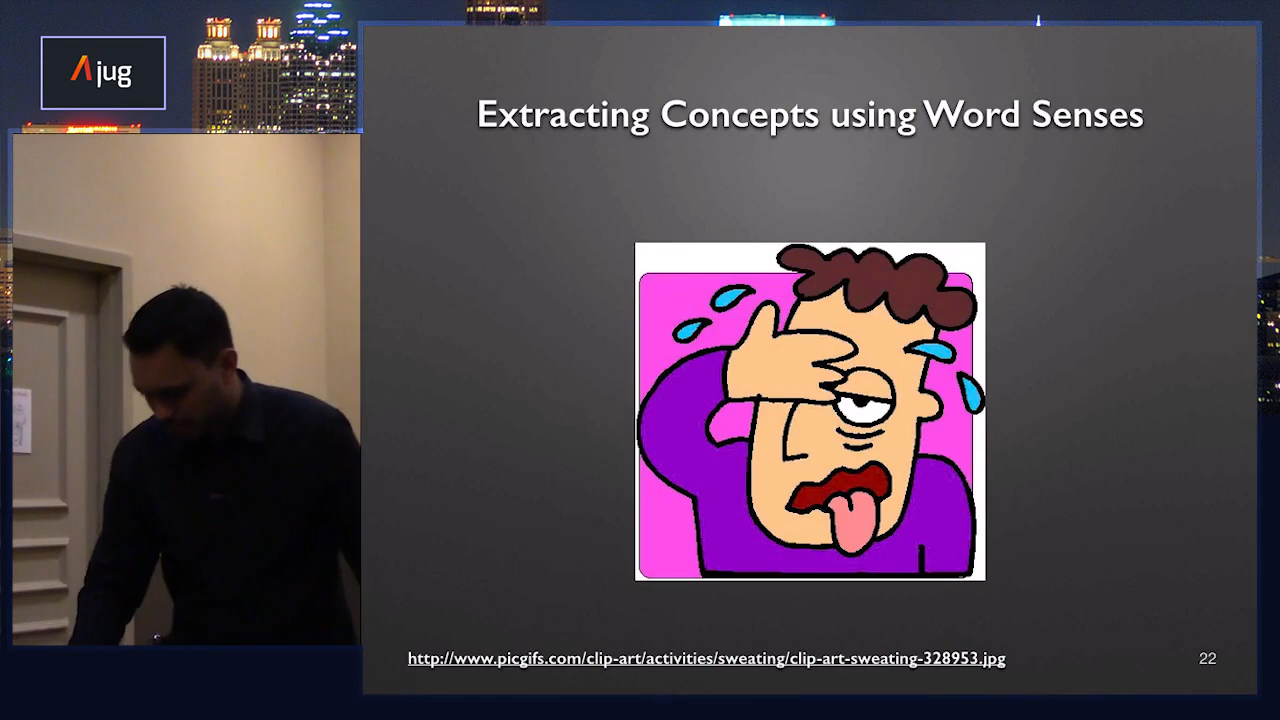 Ajug
Extracting Concepts using Word Senses
http://www.picgifs.com/clip-art/activities/sweating/clip-art-sweating-328953.jpg
22